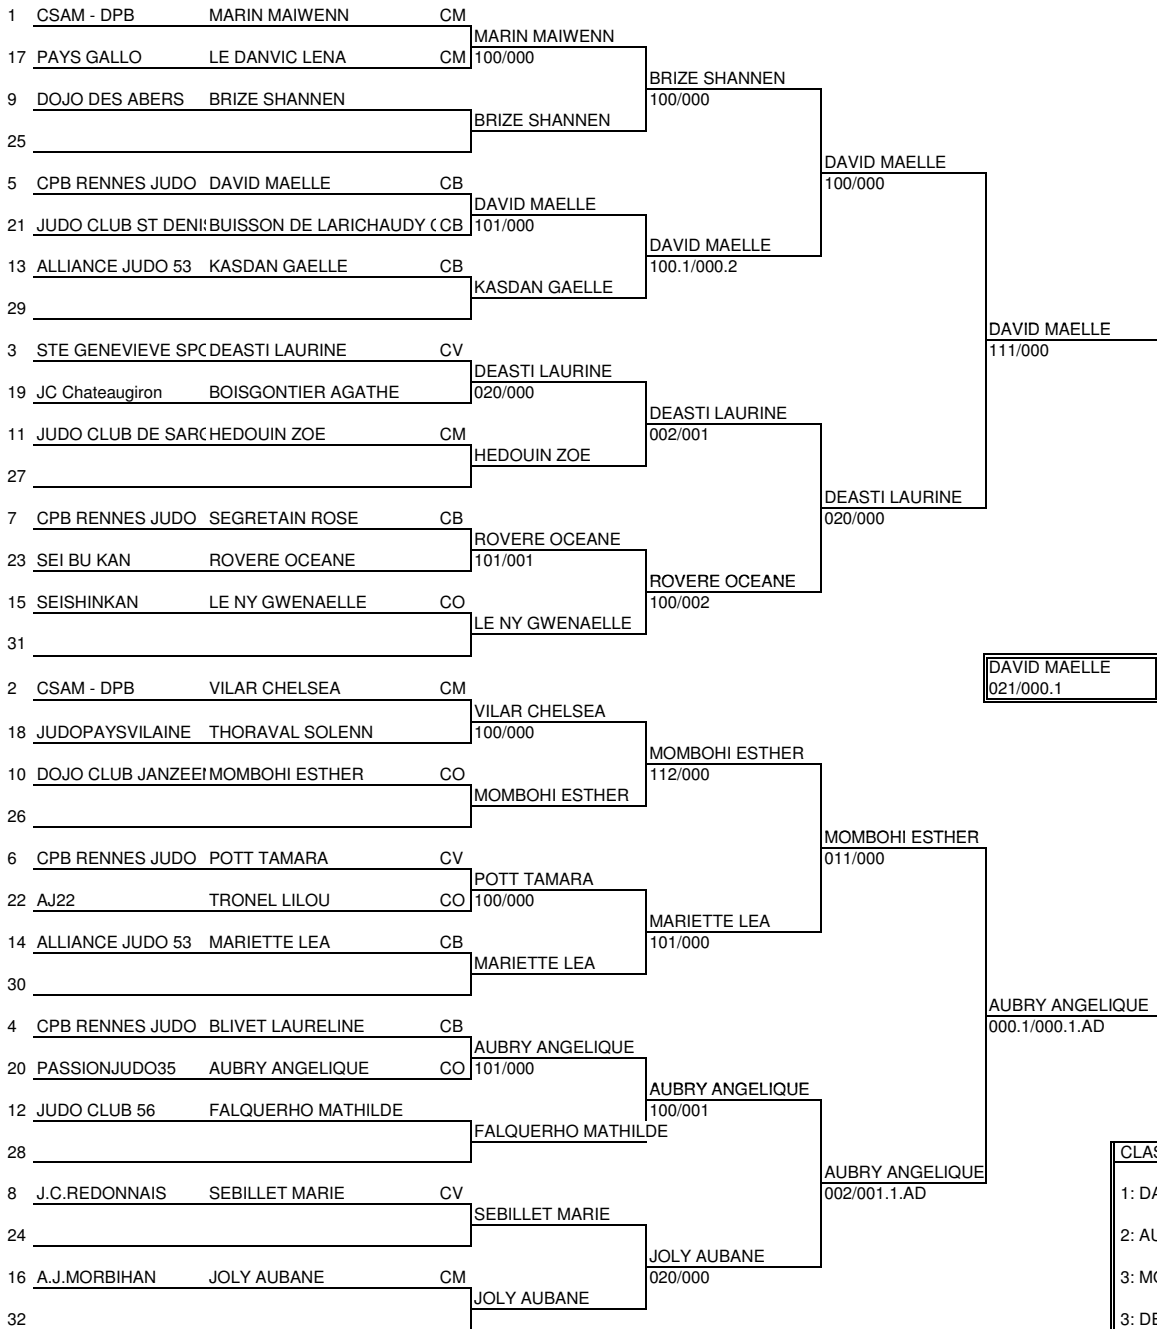 1 CSAM - DPB MARIN MAIWENN CM
MARIN MAIWENN
17 PAYS GALLO LE DANVIC LENA CM 100/000
BRIZE SHANNEN
9 DOJO DES ABERS BRIZE SHANNEN 100/000
BRIZE SHANNEN
25
DAVID MAELLE
5 CPB RENNES JUDO DAVID MAELLE CB 100/000
DAVID MAELLE
21 JUDO CLUB ST DENI BUISSON DE LARICHAUDY ( CB 101/000
DAVID MAELLE
13 ALLIANCE JUDO 53 KASDAN GAELLE CB 100.1/000.2
KASDAN GAELLE
29
DAVID MAELLE
3 STE GENEVIEVE SPO DEASTI LAURINE CV 111/000
DEASTI LAURINE
19 JC Chateaugiron BOISGONTIER AGATHE 020/000
DEASTI LAURINE
11 JUDO CLUB DE SARC HEDOUIN ZOE CM 002/001
HEDOUIN ZOE
27
DEASTI LAURINE
7 CPB RENNES JUDO SEGRETAIN ROSE CB 020/000
ROVERE OCEANE
23 SEI BU KAN ROVERE OCEANE 101/001
ROVERE OCEANE
15 SEISHINKAN LE NY GWENAELLE CO 100/002
LE NY GWENAELLE
31
DAVID MAELLE
2 CSAM - DPB VILAR CHELSEA CM 021/000.1
VILAR CHELSEA
18 JUDOPAYSVILAINE THORAVAL SOLENN 100/000
MOMBOHI ESTHER
10 DOJO CLUB JANZEEI MOMBOHI ESTHER CO 112/000
MOMBOHI ESTHER
26
MOMBOHI ESTHER
6 CPB RENNES JUDO POTT TAMARA CV 011/000
POTT TAMARA
22 AJ22 TRONEL LILOU CO 100/000
MARIETTE LEA
14 ALLIANCE JUDO 53 MARIETTE LEA CB 101/000
MARIETTE LEA
30
AUBRY ANGELIQUE
4 CPB RENNES JUDO BLIVET LAURELINE CB 000.1/000.1.AD
AUBRY ANGELIQUE
20 PASSIONJUDO35 AUBRY ANGELIQUE CO 101/000
AUBRY ANGELIQUE
12 JUDO CLUB 56 FALQUERHO MATHILDE 100/001
FALQUERHO MATHILDE
28 CLAS
AUBRY ANGELIQUE
8 J.C.REDONNAIS SEBILLET MARIE CV 002/001.1.AD 1: DA
SEBILLET MARIE
24 2: AU
JOLY AUBANE
16 A.J.MORBIHAN JOLY AUBANE CM 020/000 3: MO
JOLY AUBANE
32 3: DE